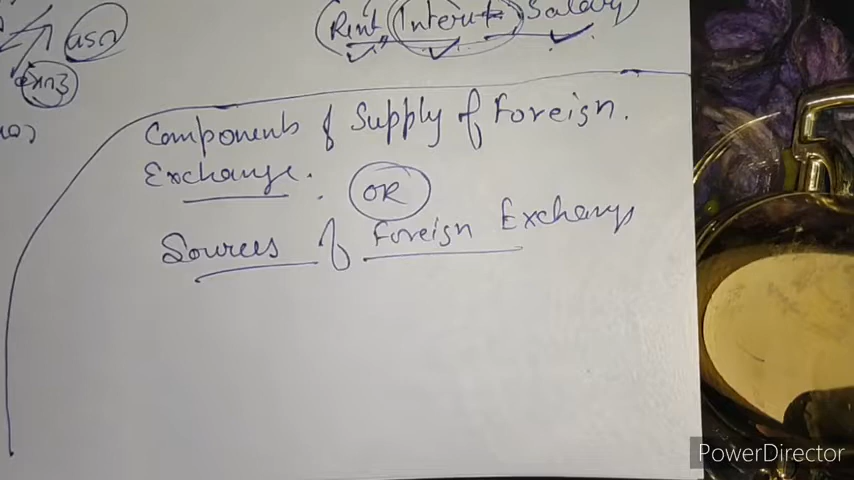 Rent, Interest Salary
Components of Supply of Foreign.
Exchange. OR
Sources of Foreign Exchange
PowerDirector